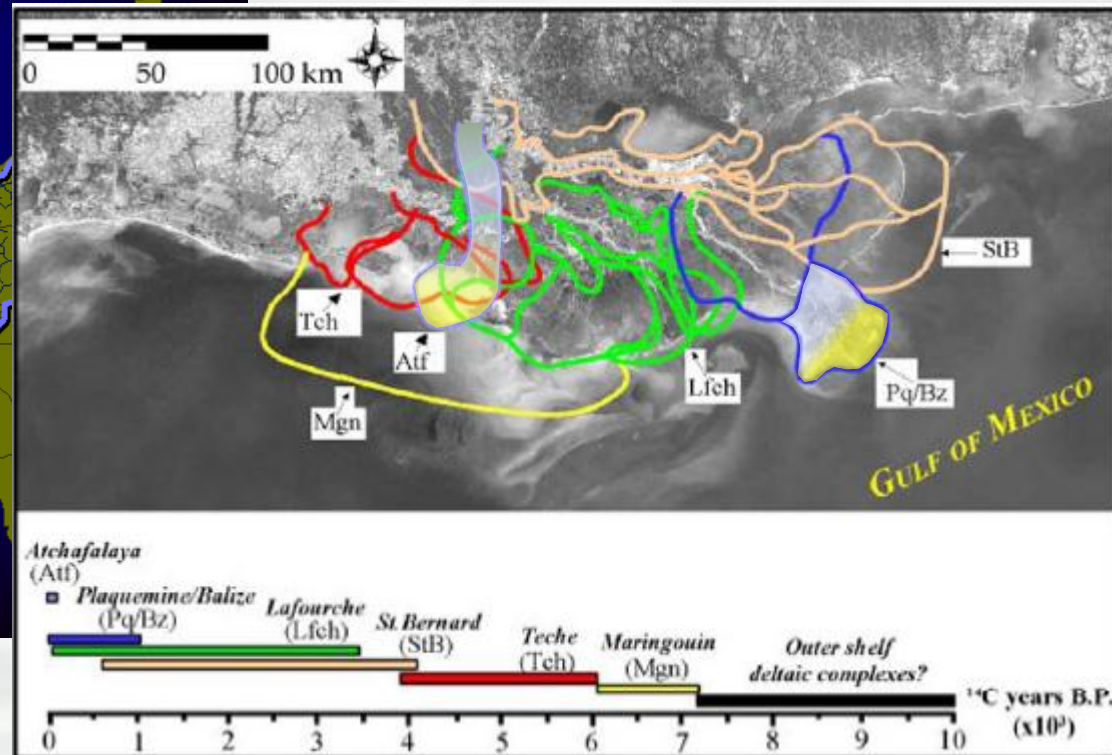 0 50 100 km
StB
Tch
Atf
Lfch
Pq/Bz
Mgn
GULF OF MEXICO
Atchafalaya
(Atf)
Plaquemine/Balize
(Pq/Bz)
Lafourche
(Lfch)
St. Bernard
(StB)
Teche
(Tch)
Maringouin
(Mgn)
Outer shelf
deltaic complexes?
¹⁴C years B.P.
(x10³)
0 1 2 3 4 5 6 7 8 9 10